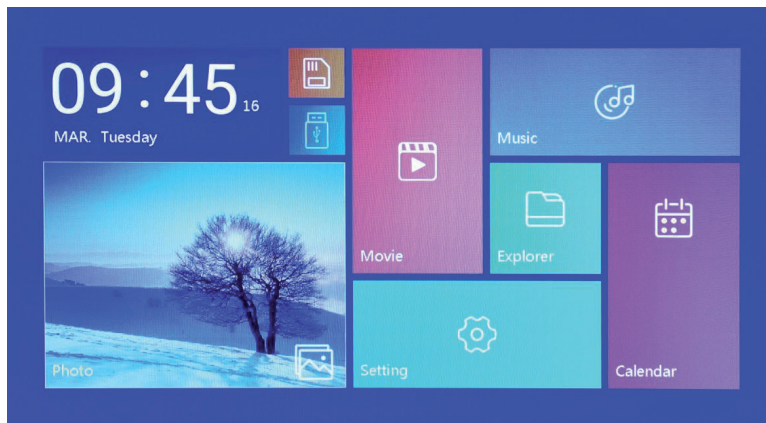 09:45 16
MAR. Tuesday
Music
Movie
Explorer
Photo
Setting
Calendar